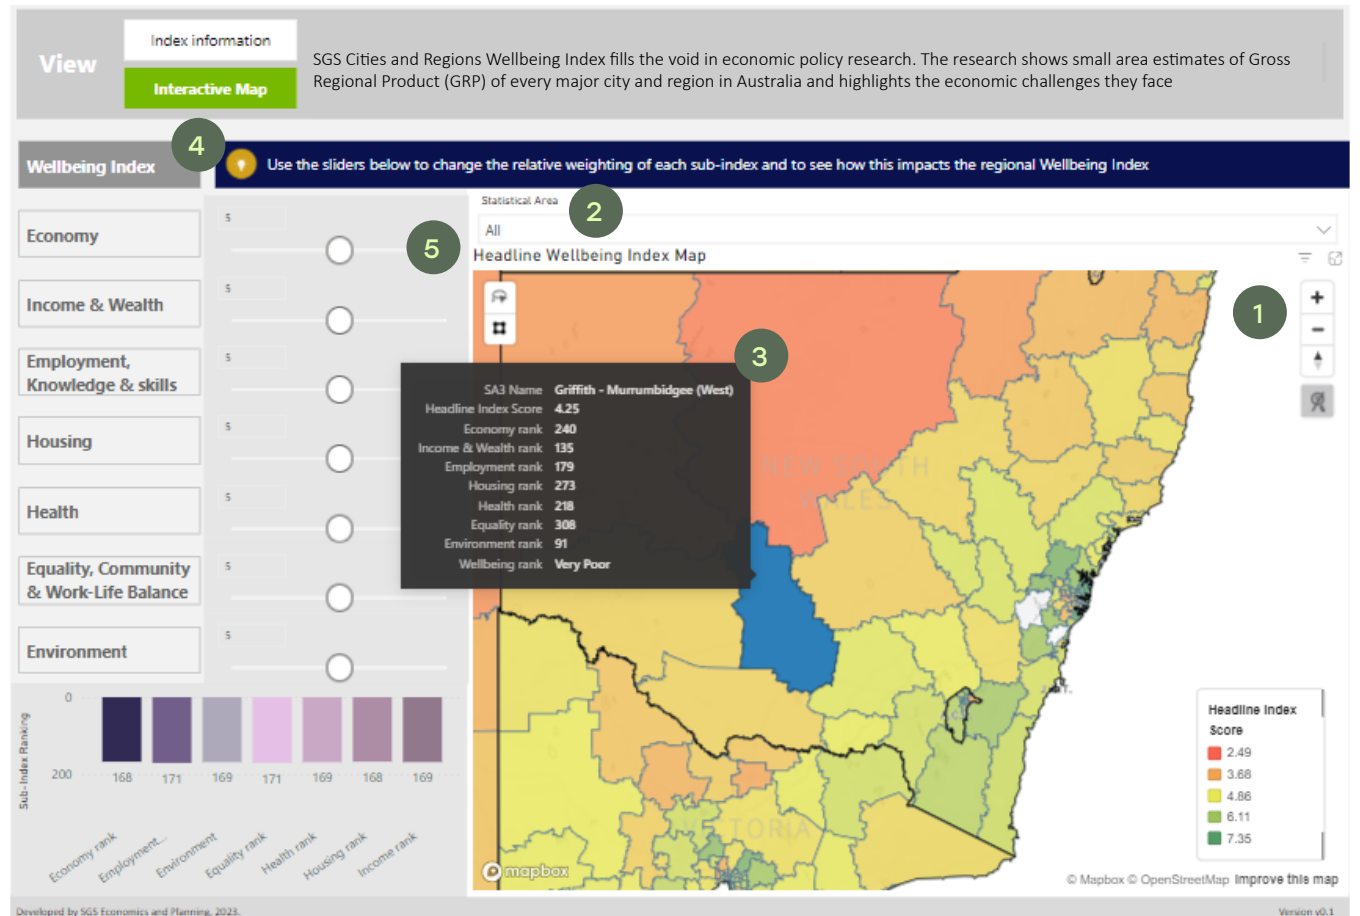 View
Index information
Interactive Map
SGS Cities and Regions Wellbeing Index fills the void in economic policy research. The research shows small area estimates of Gross
Regional Product (GRP) of every major city and region in Australia and highlights the economic challenges they face
4
Wellbeing Index
Use the sliders below to change the relative weighting of each sub-index and to see how this impacts the regional Wellbeing Index
Economy
5
Income & Wealth
5
Employment,
Knowledge & skills
5
Housing
5
Health
5
Equality, Community
& Work-Life Balance
5
Environment
5
5
Statistical Area
2
All
Headline Wellbeing Index Map
1
3
SA3 Name Griffith - Murrumbidgee (West)
Headline Index Score 4.25
Economy rank 240
Income & Wealth rank 135
Employment rank 179
Housing rank 273
Health rank 218
Equality rank 308
Environment rank 91
Wellbeing rank Very Poor
NEW SOUTH
WALES
VICTORIA
Headline Index
Score
2.49
3.68
4.86
6.11
7.35
mapbox
© Mapbox © OpenStreetMap Improve this map
Sub-Index Ranking
0
200
168 171 169 171 169 168 169
Economy rank
Employment...
Environment
Equality rank
Health rank
Housing rank
Income rank
Developed by SGS Economics and Planning, 2023.
Version v0.1